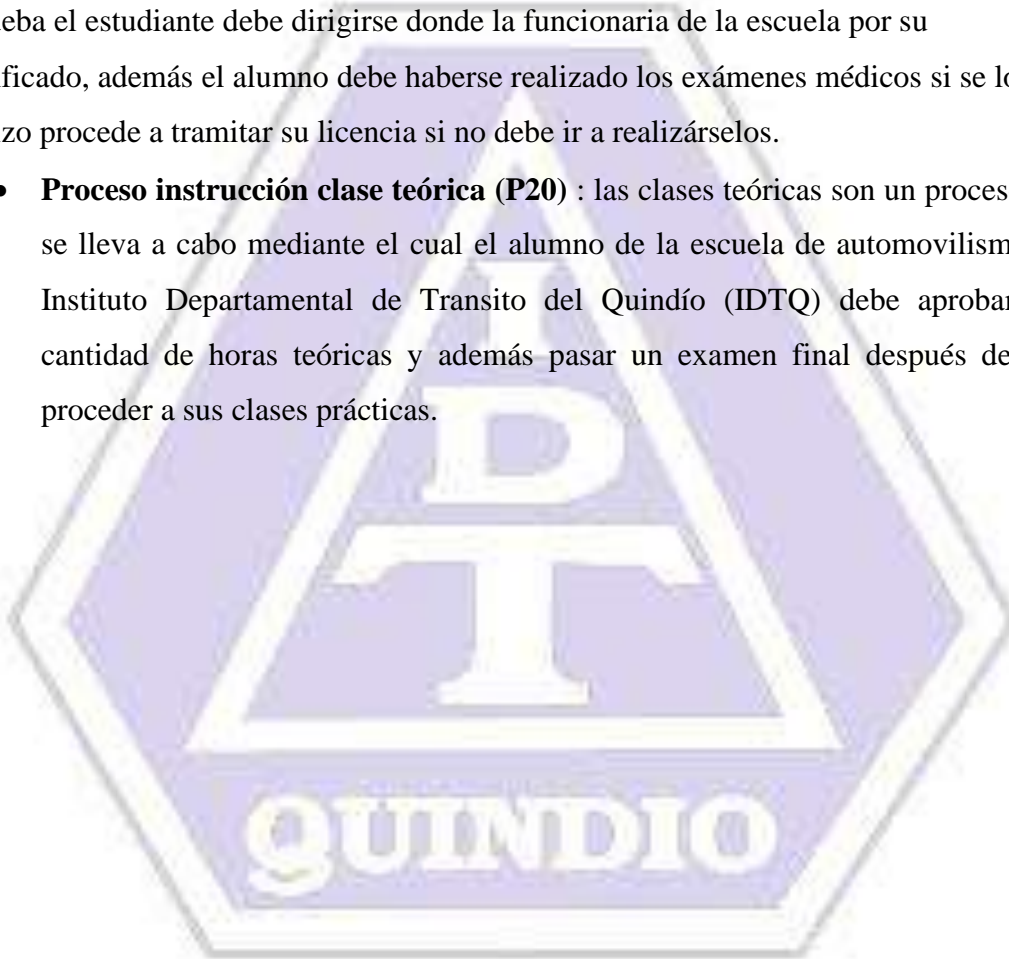 eba el estudiante debe dirigirse donde la funcionaria de la escuela por su
ificado, además el alumno debe haberse realizado los exámenes médicos si se lo
izo procede a tramitar su licencia si no debe ir a realizárselos.
• Proceso instrucción clase teórica (P20) : las clases teóricas son un proces
se lleva a cabo mediante el cual el alumno de la escuela de automovilism
Instituto Departamental de Transito del Quindío (IDTQ) debe aprobar
cantidad de horas teóricas y además pasar un examen final después de
proceder a sus clases prácticas.
I
D
T
QUINDIO